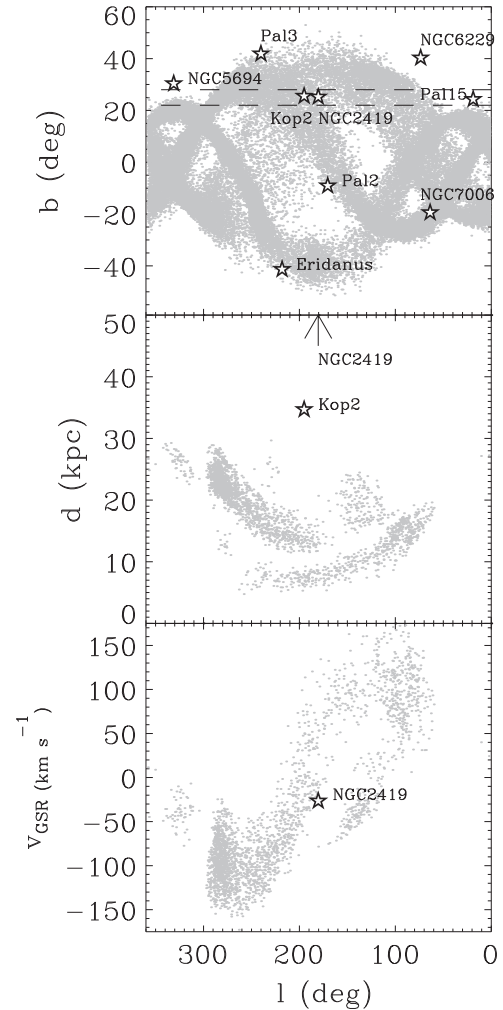 60
40
20
0
−20
−40
b (deg)
Pal3
NGC6229
NGC5694
Pal15
Kop2 NGC2419
Pal2
NGC7006
Eridanus
50
40
30
20
10
0
d (kpc)
NGC2419
Kop2
150
100
50
0
−50
−100
−150
VGSR (km s −1)
NGC2419
300 200 100 0
l (deg)